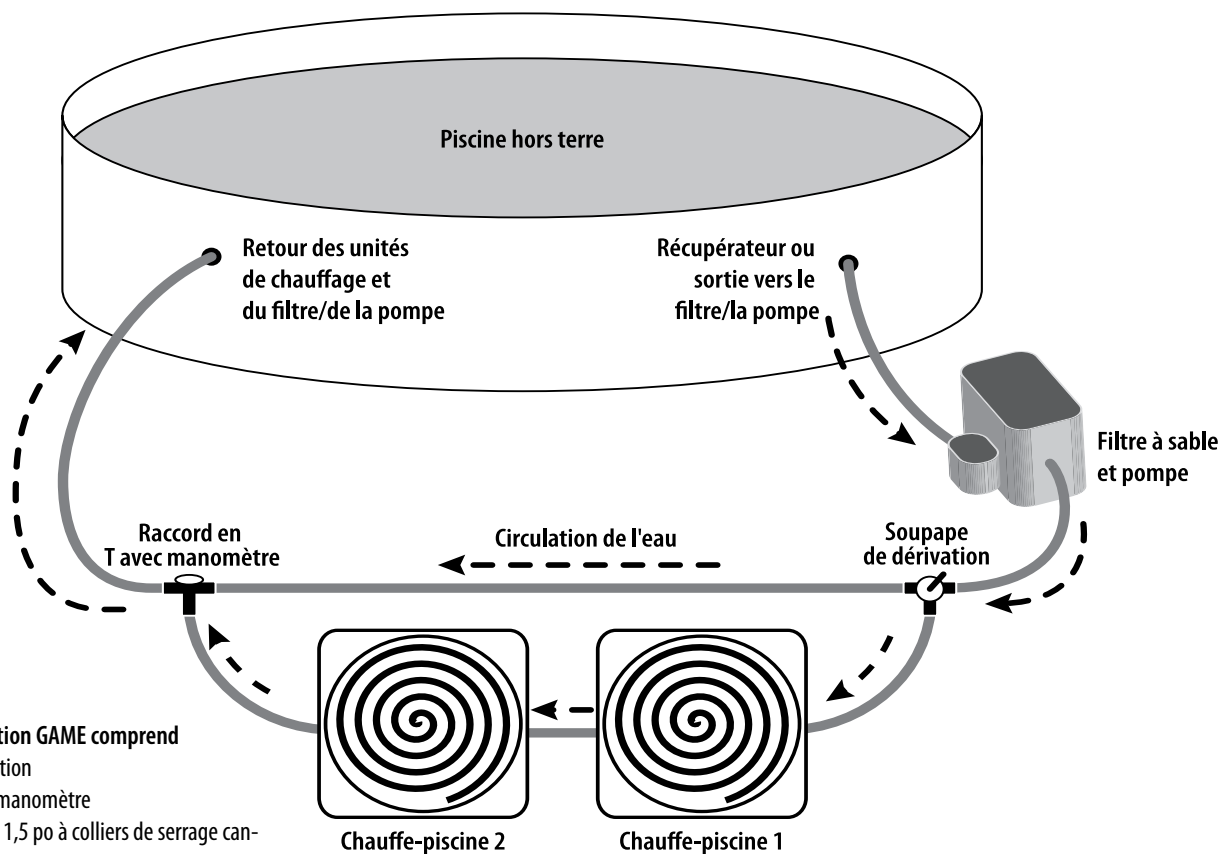 Piscine hors terre
Retour des unités
de chauffage et
du filtre/de la pompe
Récupérateur ou
sortie vers le
filtre/la pompe
Filtre à sable
et pompe
Raccord en
T avec manomètre
Circulation de l'eau
Soupape
de dérivation
tion GAME comprend
tion
manomètre
1,5 po à colliers de serrage can-
Chauffe-piscine 2
Chauffe-piscine 1